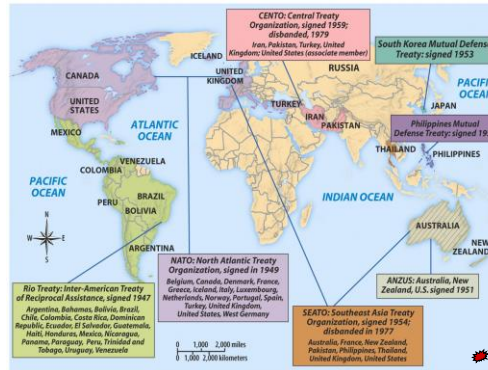 CENTO: Central Treaty
Organization, signed 1959;
disbanded, 1979
Iran, Pakistan, Turkey, United
Kingdom; United States (associate member)
South Korea Mutual Defense
Treaty: signed 1953
Philippines Mutual
Defense Treaty: signed
ICELAND
CANADA
UNITED
KINGDOM
RUSSIA
UNITED
STATES
ATLANTIC
OCEAN
TURKEY
IRAN
PAKISTAN
JAPAN
PACIFIC
OCEAN
MEXICO
THAILAND
PHILIPPINES
VENEZUELA
COLOMBIA
PACIFIC
OCEAN
PERU
BRAZIL
BOLIVIA
INDIAN OCEAN
AUSTRALIA
NEW
ZEALAND
ARGENTINA
N
W
E
S
NATO: North Atlantic Treaty
Organization, signed in 1949
Belgium, Canada, Denmark, France,
Greece, Iceland, Italy, Luxembourg,
Netherlands, Norway, Portugal, Spain,
Turkey, United Kingdom,
United States, West Germany
Rio Treaty: Inter-American Treaty
of Reciprocal Assistance, signed 1947
Argentina, Bahamas, Bolivia, Brazil,
Chile, Colombia, Costa Rica, Dominican
Republic, Ecuador, El Salvador, Guatemala,
Haiti, Honduras, Mexico, Nicaragua,
Panama, Paraguay, Peru, Trinidad and
Tobago, Uruguay, Venezuela
0 1,000 2,000 miles
0 1,000 2,000 kilometers
ANZUS: Australia, New
Zealand, U.S. signed 1951
SEATO: Southeast Asia Treaty
Organization, signed 1954;
disbanded in 1977
Australia, France, New Zealand,
Pakistan, Philippines, Thailand,
United Kingdom, United States